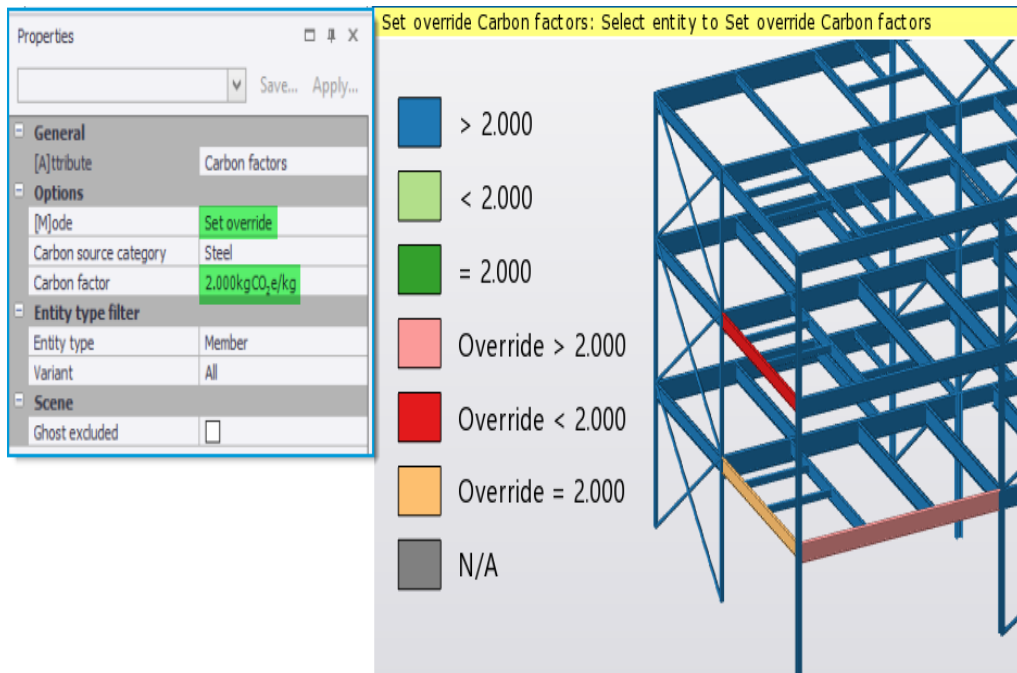 Properties
Save... Apply...
General
[A]ttribute Carbon factors
Options
[M]ode Set override
Carbon source category Steel
Carbon factor 2.000kgCO₂e/kg
Entity type filter
Entity type Member
Variant All
Scene
Ghost excluded
Set override Carbon factors: Select entity to Set override Carbon factors
> 2.000
< 2.000
= 2.000
Override > 2.000
Override < 2.000
Override = 2.000
N/A